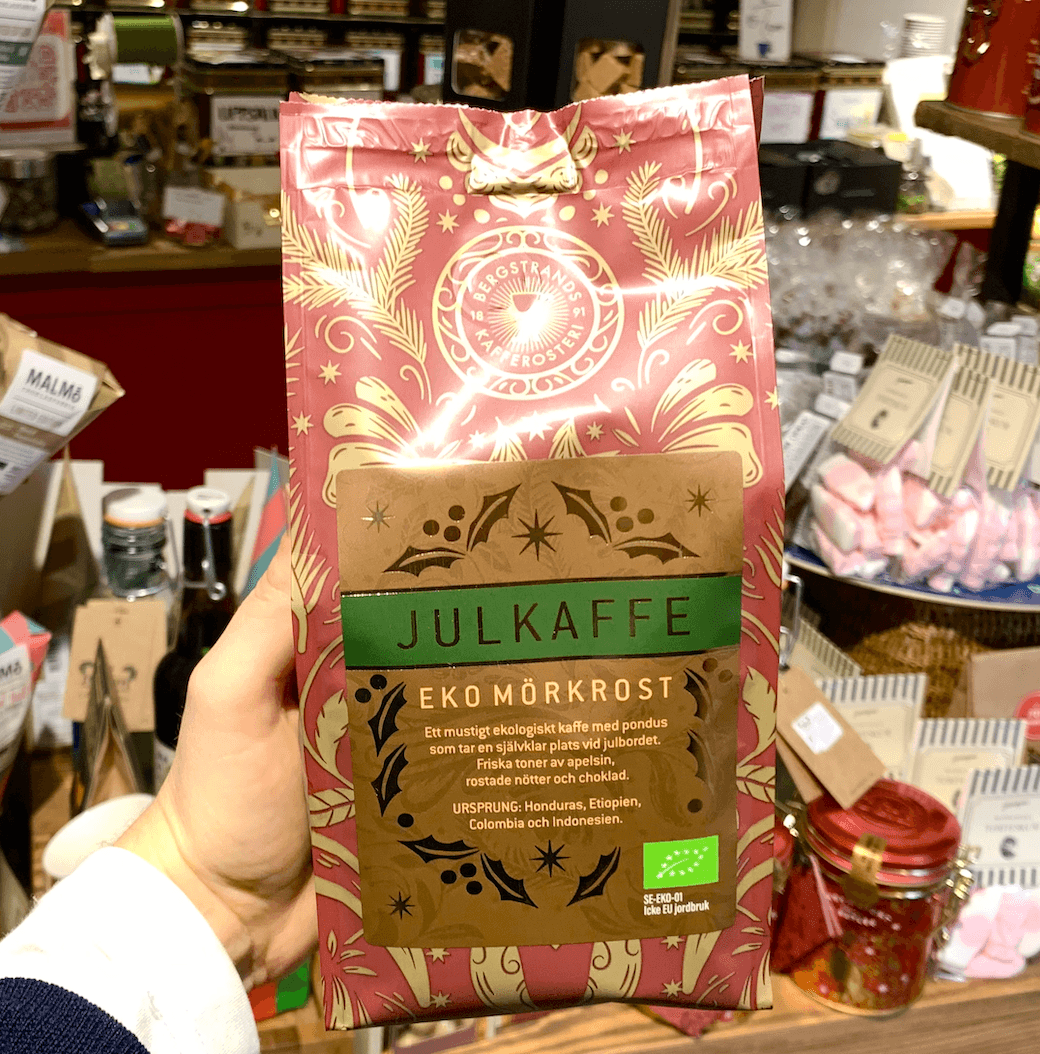 BERGSTRANDS
18 91
KAFFEROSTERI
MALMÖ
JULKAFFE
EKO MÖRKROST
Ett mustigt ekologiskt kaffe med pondus
som tar en självklar plats vid julbordet.
Friska toner av apelsin,
rostade nötter och choklad.
URSPRUNG: Honduras, Etiopien,
Colombia och Indonesien.
SE-EKO-01
Icke EU jordbruk